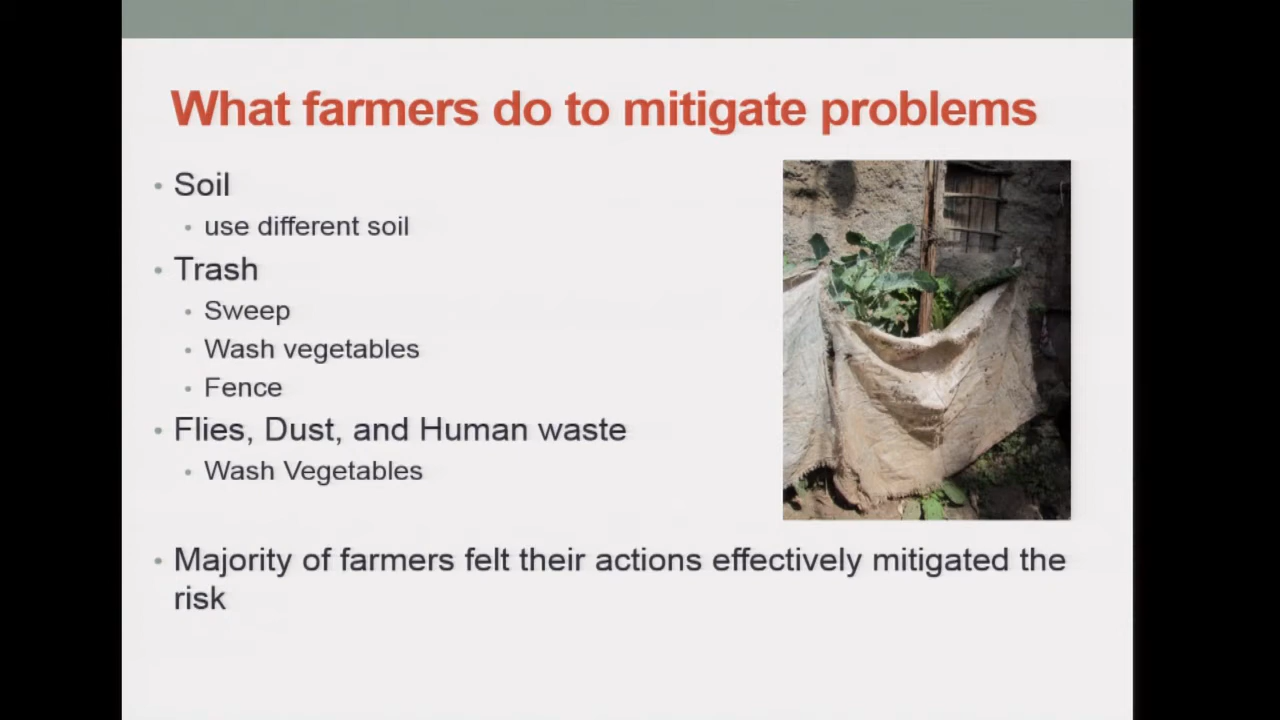 What farmers do to mitigate problems
• Soil
• use different soil
• Trash
• Sweep
• Wash vegetables
• Fence
• Flies, Dust, and Human waste
• Wash Vegetables
• Majority of farmers felt their actions effectively mitigated the
risk